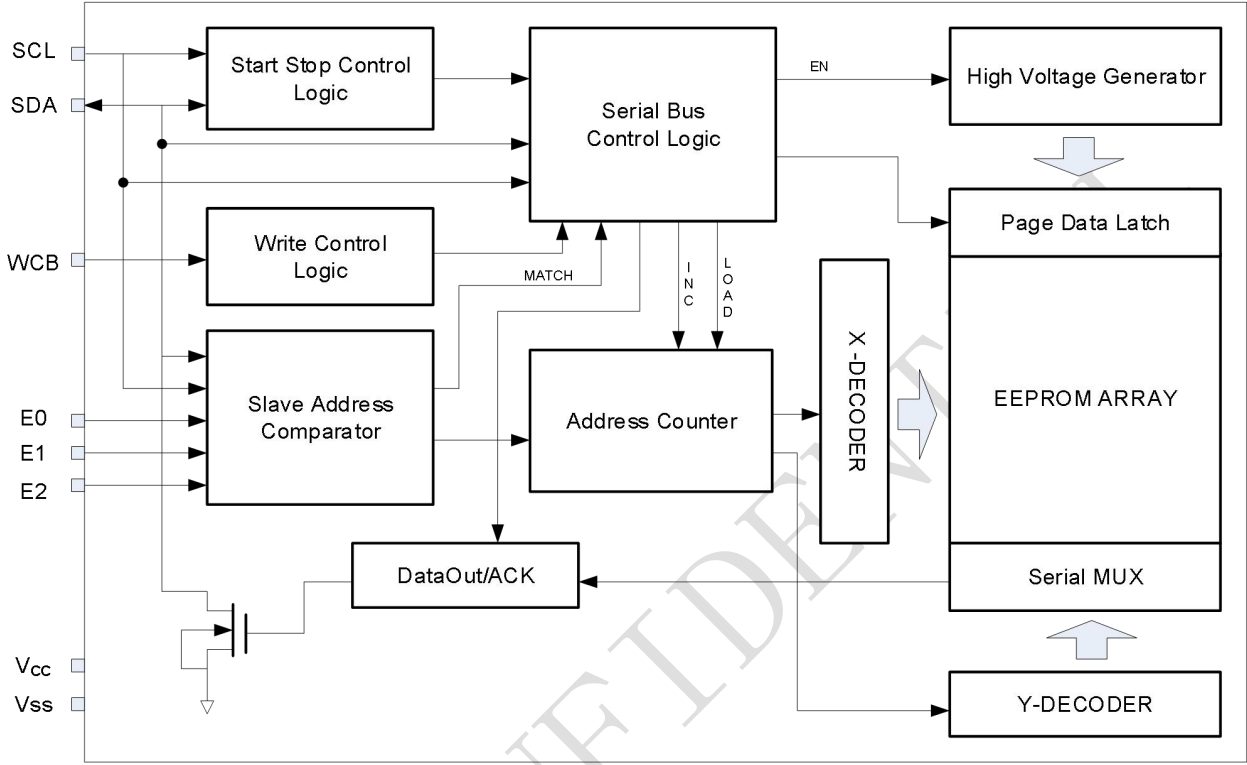 SCL
SDA
WCB
E0
E1
E2
Vcc
Vss
Start Stop Control
Logic
Write Control
Logic
Slave Address
Comparator
Serial Bus
Control Logic
MATCH
INC
LOAD
EN
Address Counter
DataOut/ACK
X-DECODER
High Voltage Generator
Page Data Latch
EEPROM ARRAY
Serial MUX
Y-DECODER